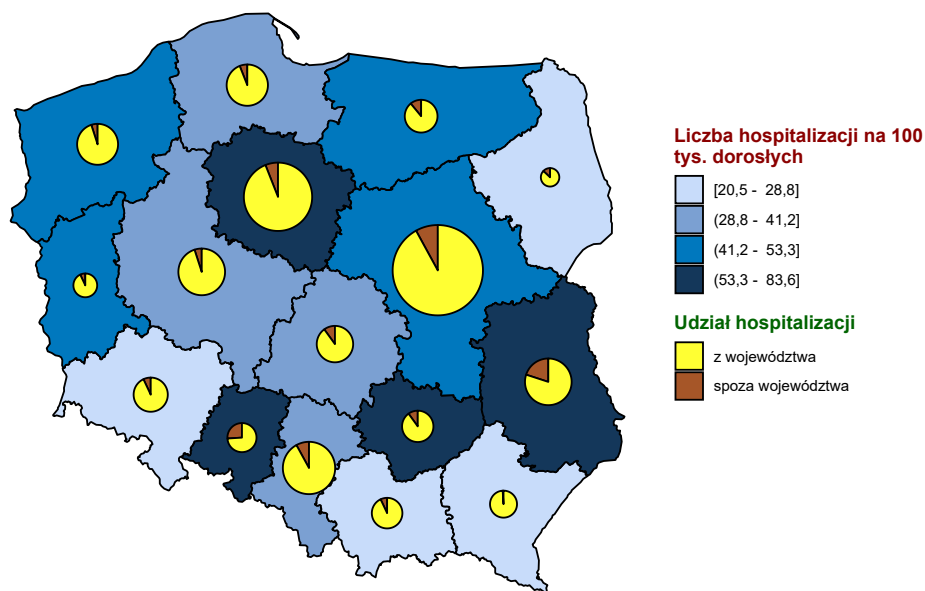 Liczba hospitalizacji na 100
tys. dorosłych
[20,5 - 28,8]
(28,8 - 41,2]
(41,2 - 53,3]
(53,3 - 83,6]
Udział hospitalizacji
z województwa
spoza województwa